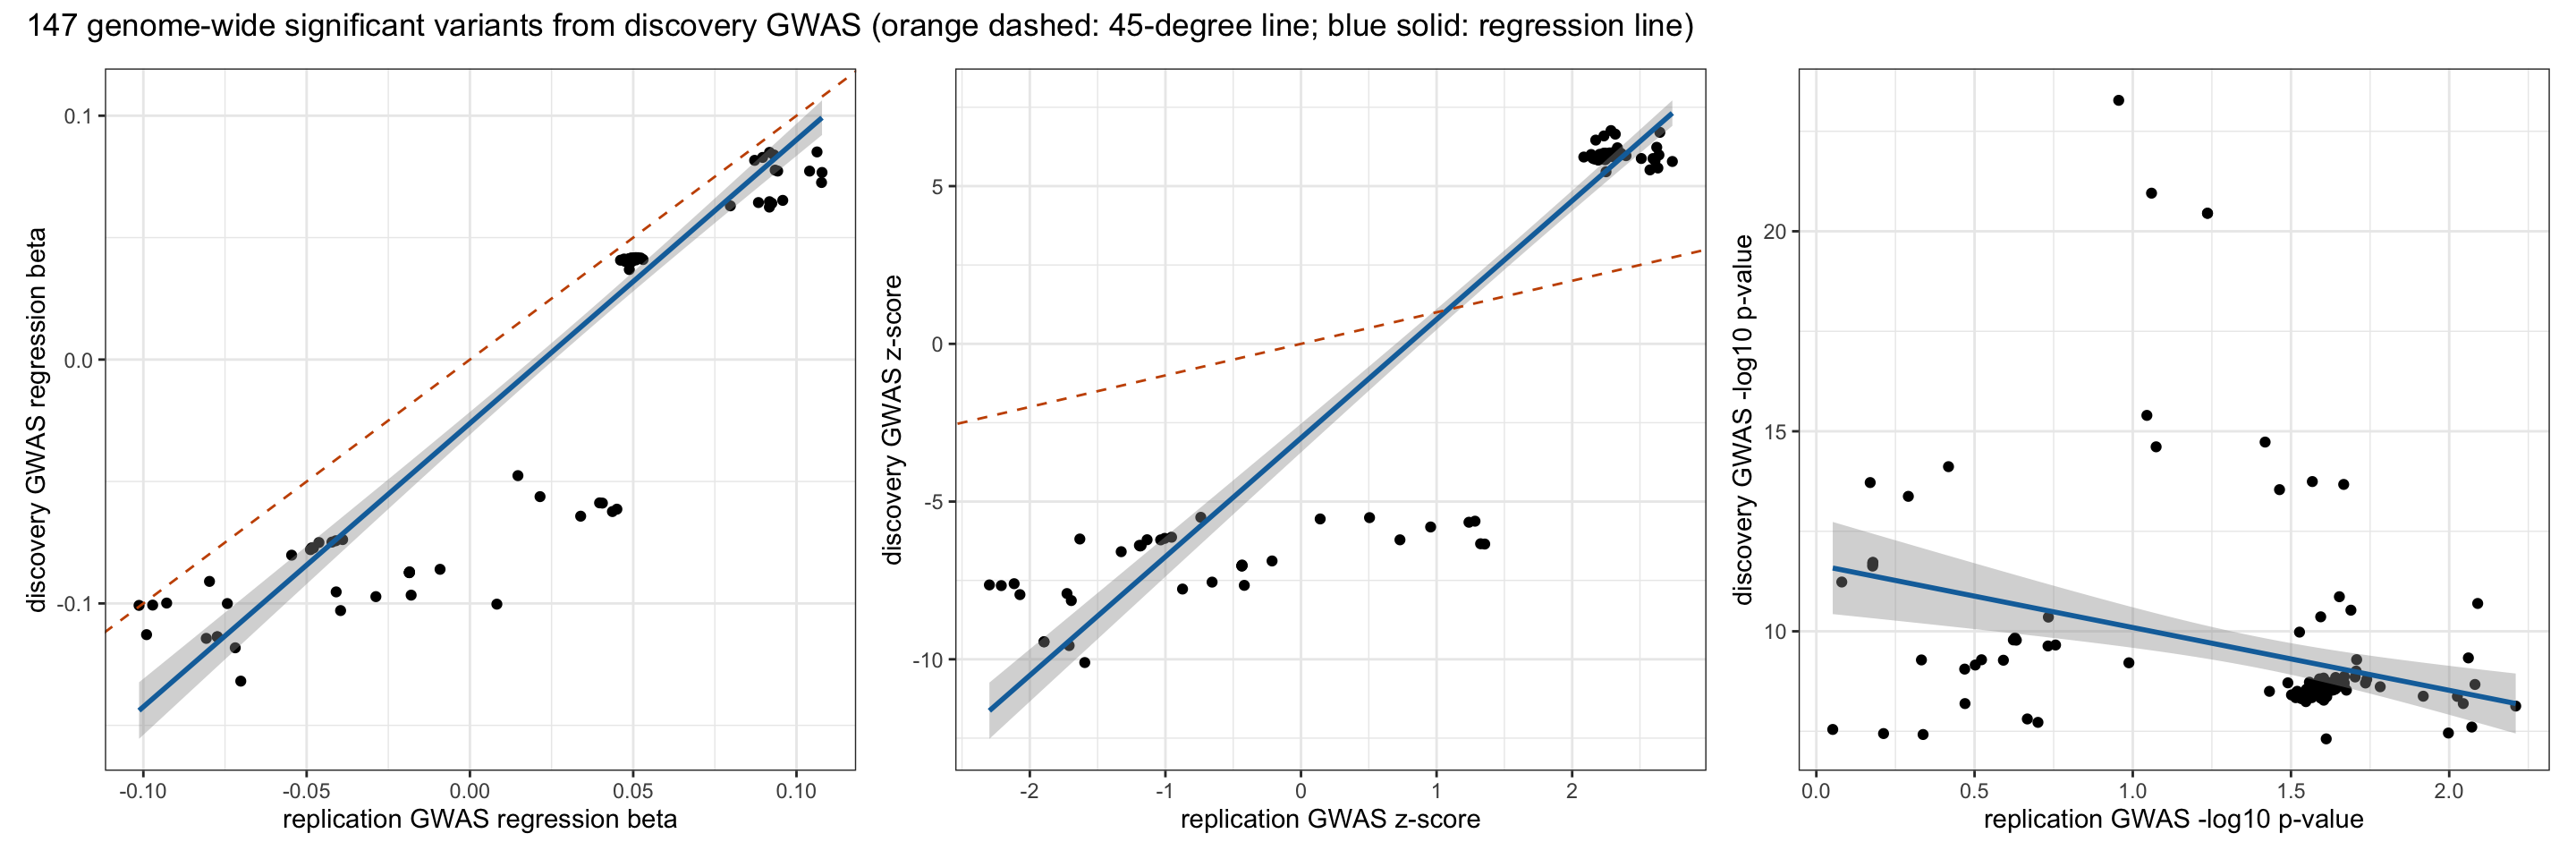 147 genome-wide significant variants from discovery GWAS (orange dashed: 45-degree line; blue solid: regression line)
discovery GWAS regression beta
0.1
0.0
-0.1
-0.10 -0.05 0.00 0.05 0.10
replication GWAS regression beta
discovery GWAS z-score
5
0
-5
-10
-2 -1 0 1 2
replication GWAS z-score
discovery GWAS -log10 p-value
20
15
10
0.0 0.5 1.0 1.5 2.0
replication GWAS -log10 p-value